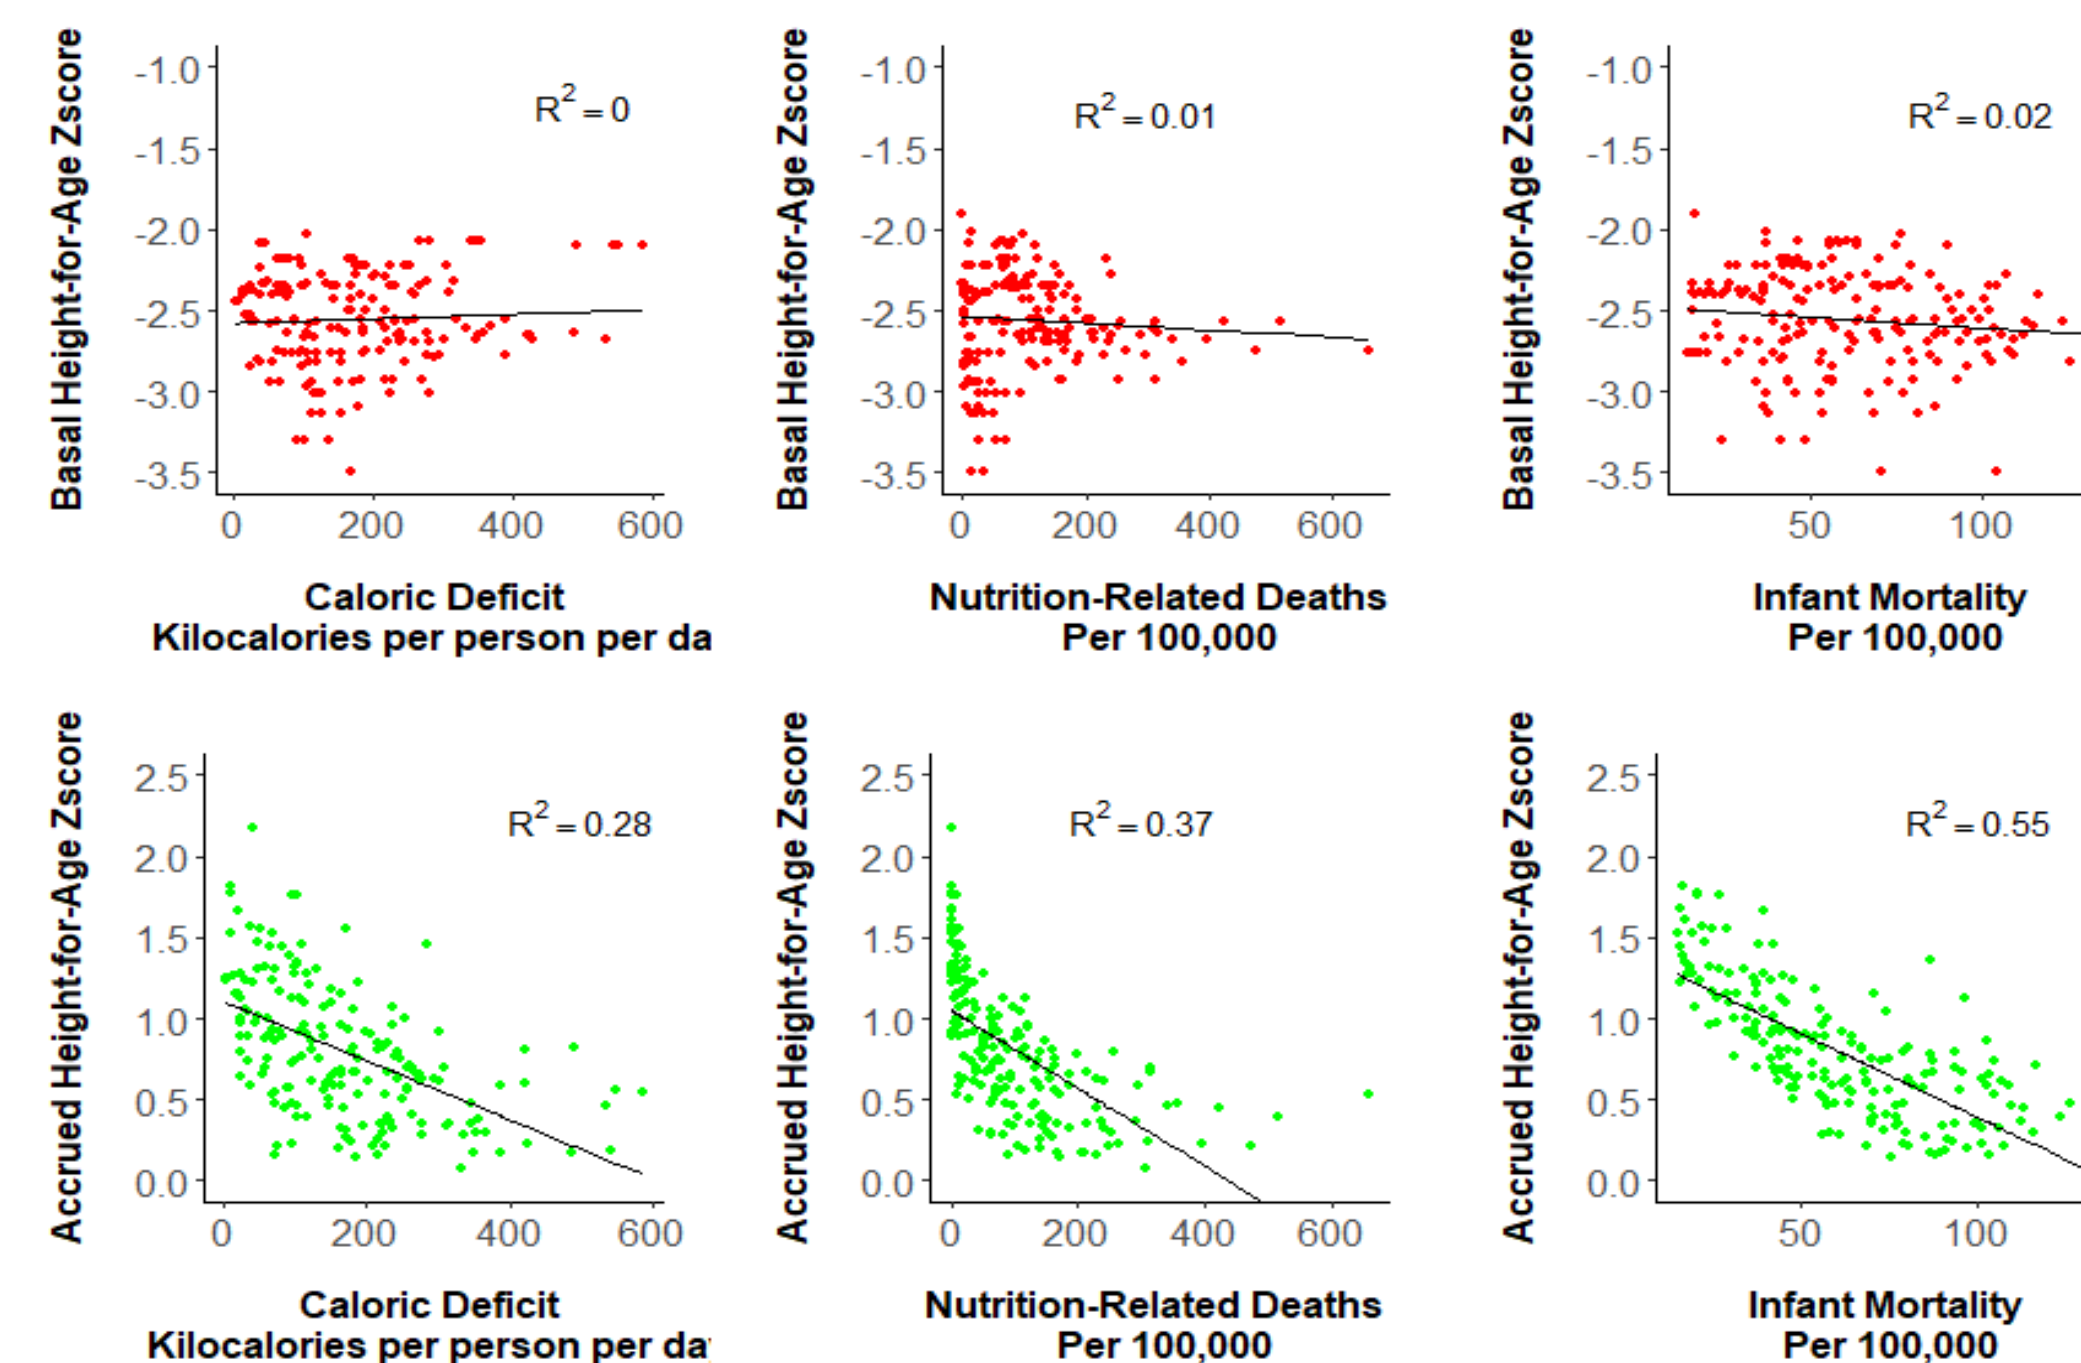 Basal Height-for-Age Zscore
-1.0
-1.5
-2.0
-2.5
-3.0
-3.5
R² = 0
0 200 400 600
Caloric Deficit
Kilocalories per person per da
Basal Height-for-Age Zscore
-1.0
-1.5
-2.0
-2.5
-3.0
-3.5
R² = 0.01
0 200 400 600
Nutrition-Related Deaths
Per 100,000
Basal Height-for-Age Zscore
-1.0
-1.5
-2.0
-2.5
-3.0
-3.5
R² = 0.02
50 100
Infant Mortality
Per 100,000
Accrued Height-for-Age Zscore
2.5
2.0
1.5
1.0
0.5
0.0
R² = 0.28
0 200 400 600
Caloric Deficit
Kilocalories per person per da
Accrued Height-for-Age Zscore
2.5
2.0
1.5
1.0
0.5
0.0
R² = 0.37
0 200 400 600
Nutrition-Related Deaths
Per 100,000
Accrued Height-for-Age Zscore
2.5
2.0
1.5
1.0
0.5
0.0
R² = 0.55
50 100
Infant Mortality
Per 100,000